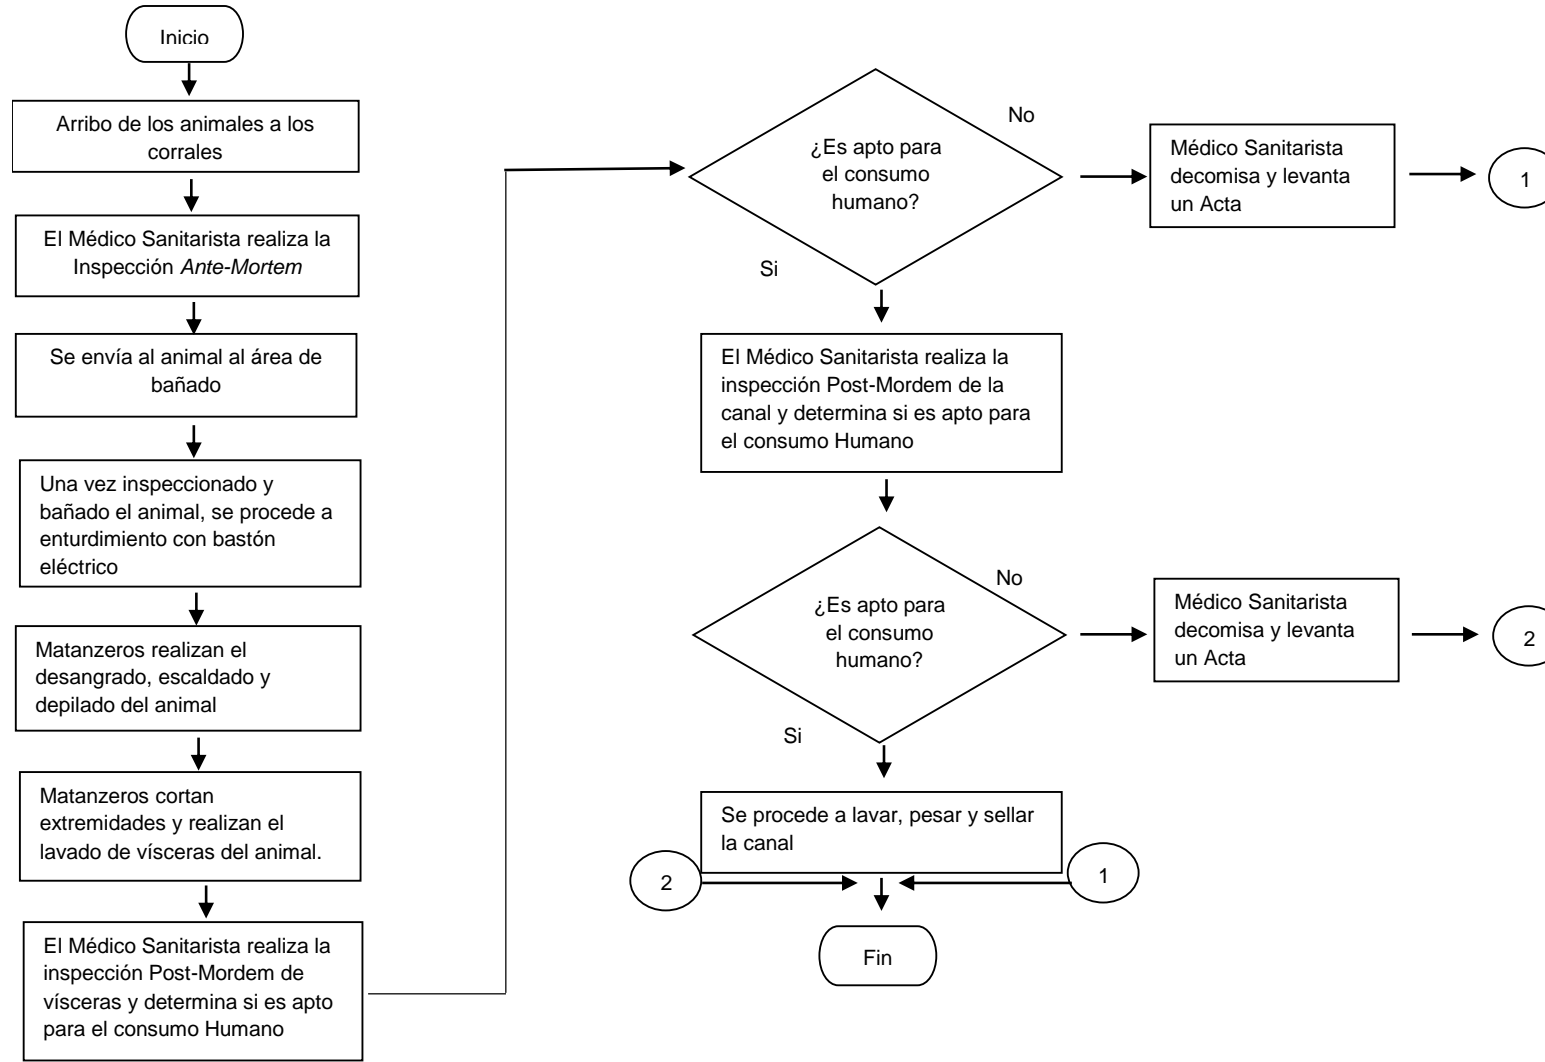 Inicio
Arribo de los animales a los
corrales
El Médico Sanitarista realiza la
Inspección Ante-Mortem
Se envía al animal al área de
bañado
Una vez inspeccionado y
bañado el animal, se procede a
enturdimiento con bastón
eléctrico
Matanzeros realizan el
desangrado, escaldado y
depilado del animal
Matanzeros cortan
extremidades y realizan el
lavado de vísceras del animal.
El Médico Sanitarista realiza la
inspección Post-Mordem de
vísceras y determina si es apto
para el consumo Humano
¿Es apto para
el consumo
humano?
No
Médico Sanitarista
decomisa y levanta
un Acta
1
Si
El Médico Sanitarista realiza la
inspección Post-Mordem de la
canal y determina si es apto para
el consumo Humano
¿Es apto para
el consumo
humano?
No
Médico Sanitarista
decomisa y levanta
un Acta
2
Si
Se procede a lavar, pesar y sellar
la canal
2
1
Fin